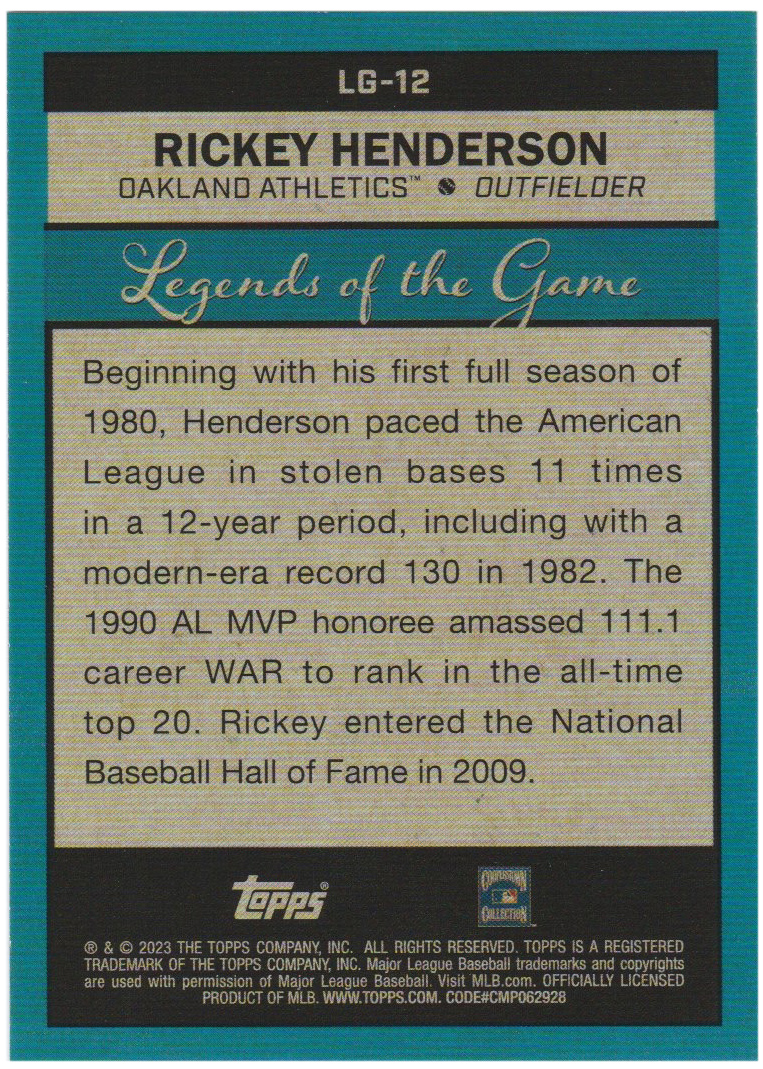 LG-12
RICKEY HENDERSON
OAKLAND ATHLETICS™ OUTFIELDER
Legends of the Game
Beginning with his first full season of
1980, Henderson paced the American
League in stolen bases 11 times
in a 12-year period, including with a
modern-era record 130 in 1982. The
1990 AL MVP honoree amassed 111.1
career WAR to rank in the all-time
top 20. Rickey entered the National
Baseball Hall of Fame in 2009.
topps®
COOPERSTOWN
COLLECTION™
® & © 2023 THE TOPPS COMPANY, INC. ALL RIGHTS RESERVED. TOPPS IS A REGISTERED
TRADEMARK OF THE TOPPS COMPANY, INC. Major League Baseball trademarks and copyrights
are used with permission of Major League Baseball. Visit MLB.com. OFFICIALLY LICENSED
PRODUCT OF MLB. WWW.TOPPS.COM. CODE#CMP062928